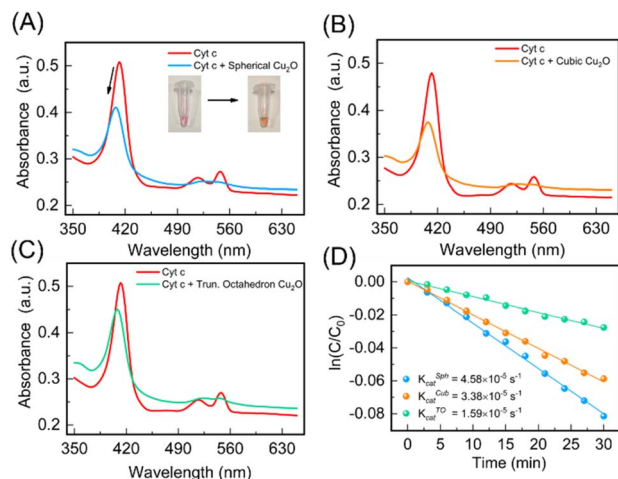 (A)
Cyt c
Cyt c + Spherical Cu₂O
Absorbance (a.u.)
0.5
0.4
0.3
0.2
350 420 490 560 630
Wavelength (nm)
(B)
Cyt c
Cyt c + Cubic Cu₂O
Absorbance (a.u.)
0.5
0.4
0.3
0.2
350 420 490 560 630
Wavelength (nm)
(C)
Cyt c
Cyt c + Trun. Octahedron Cu₂O
Absorbance (a.u.)
0.5
0.4
0.3
0.2
350 420 490 560 630
Wavelength (nm)
(D)
ln(C/C₀)
0.00
-0.02
-0.04
-0.06
-0.08
K_cat^Sph = 4.58×10⁻⁵ s⁻¹
K_cat^Cub = 3.38×10⁻⁵ s⁻¹
K_cat^TO = 1.59×10⁻⁵ s⁻¹
0 5 10 15 20 25 30
Time (min)